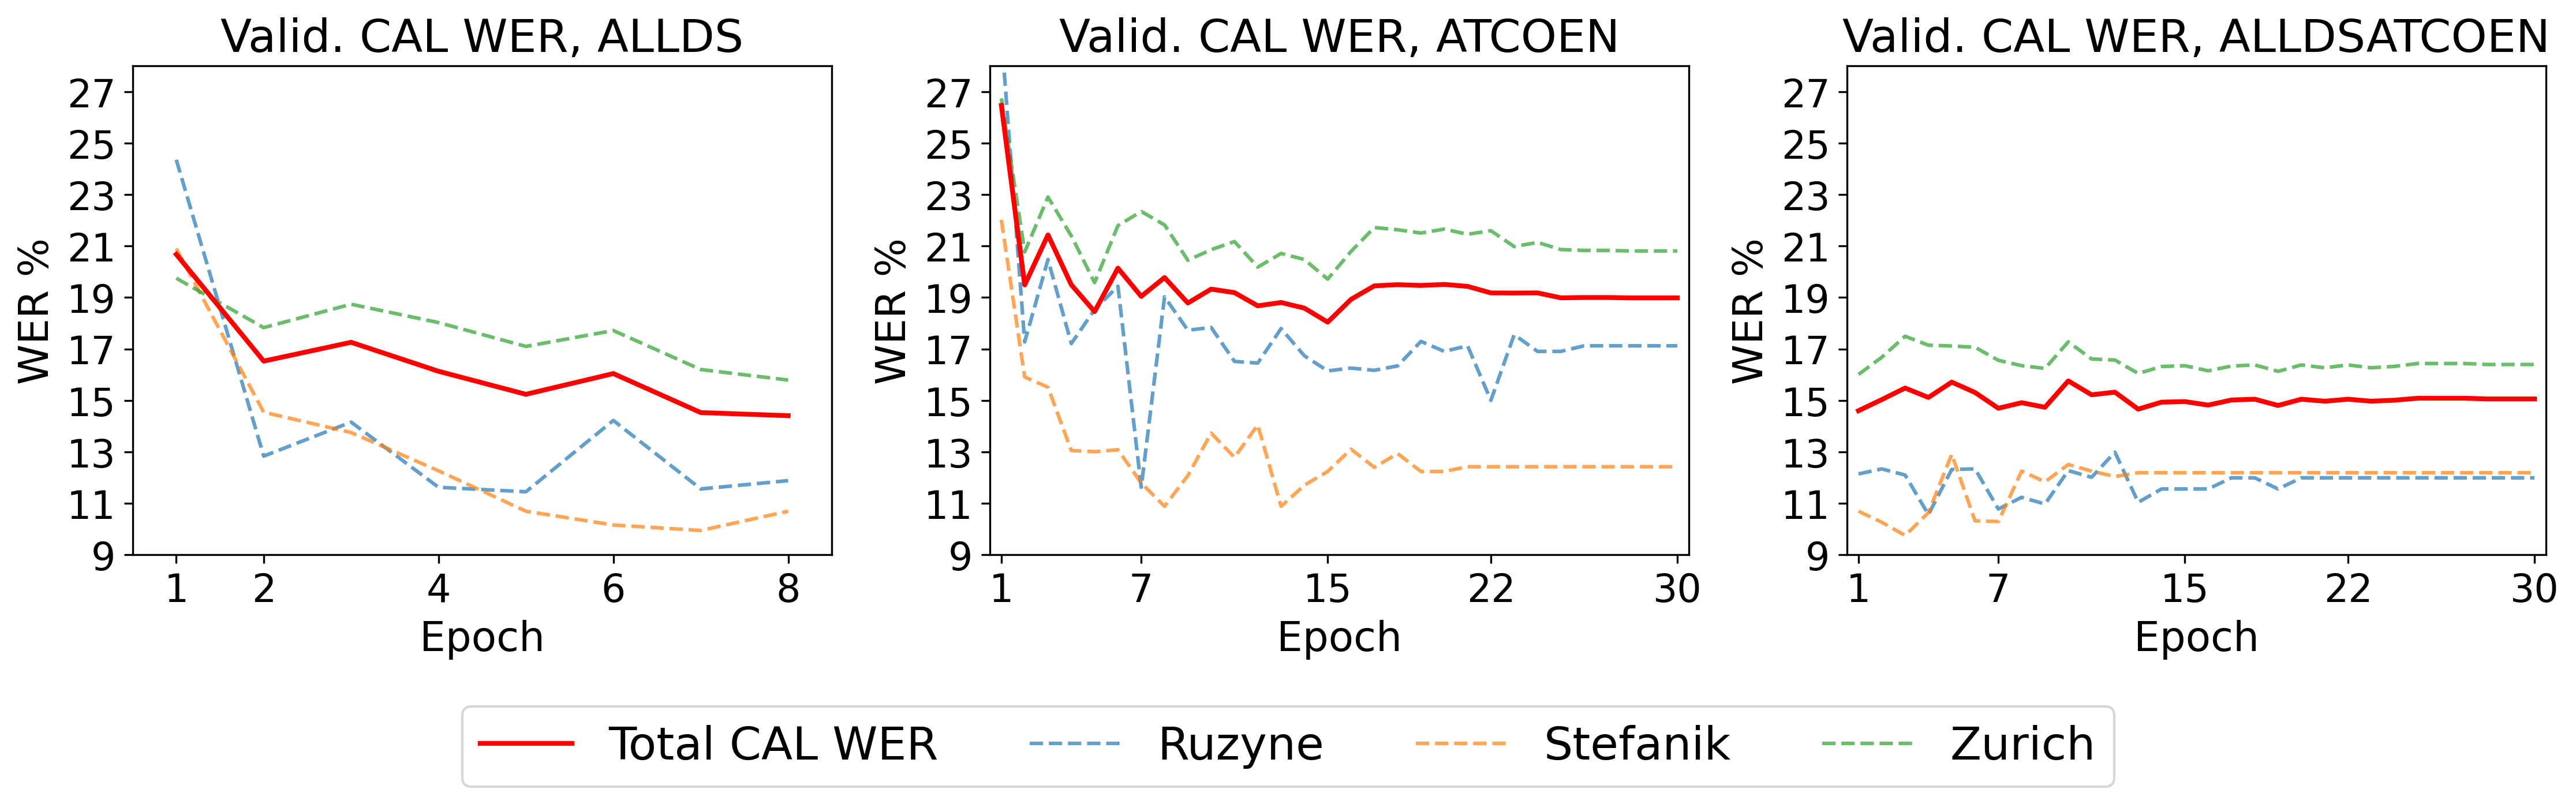 Valid. CAL WER, ALLDS
WER %
27
25
23
21
19
17
15
13
11
9
1 2 4 6 8
Epoch
Valid. CAL WER, ATCOEN
WER %
27
25
23
21
19
17
15
13
11
9
1 7 15 22 30
Epoch
Valid. CAL WER, ALLDSATCOEN
WER %
27
25
23
21
19
17
15
13
11
9
1 7 15 22 30
Epoch
Total CAL WER Ruzyne Stefanik Zurich